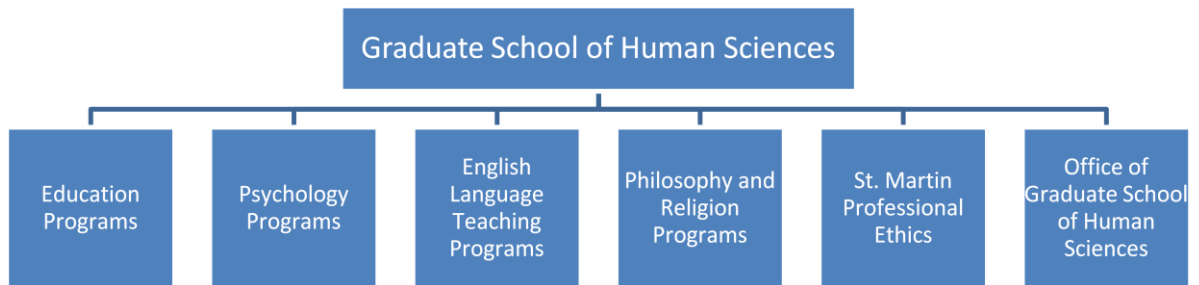 Graduate School of Human Sciences
Education
Programs
Psychology
Programs
English
Language
Teaching
Programs
Philosophy and
Religion
Programs
St. Martin
Professional
Ethics
Office of
Graduate School
of Human
Sciences